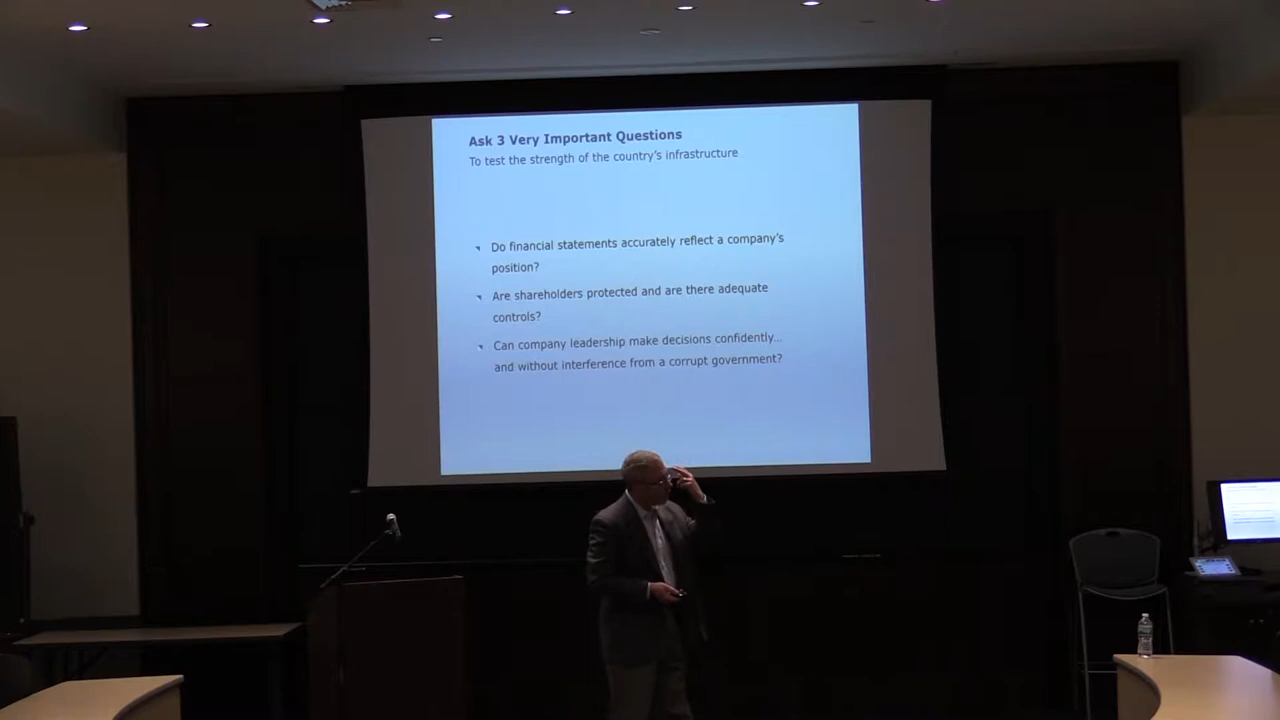 Ask 3 Very Important Questions
To test the strength of the country's infrastructure
Do financial statements accurately reflect a company's
position?
Are shareholders protected and are there adequate
controls?
Can company leadership make decisions confidently...
and without interference from a corrupt government?